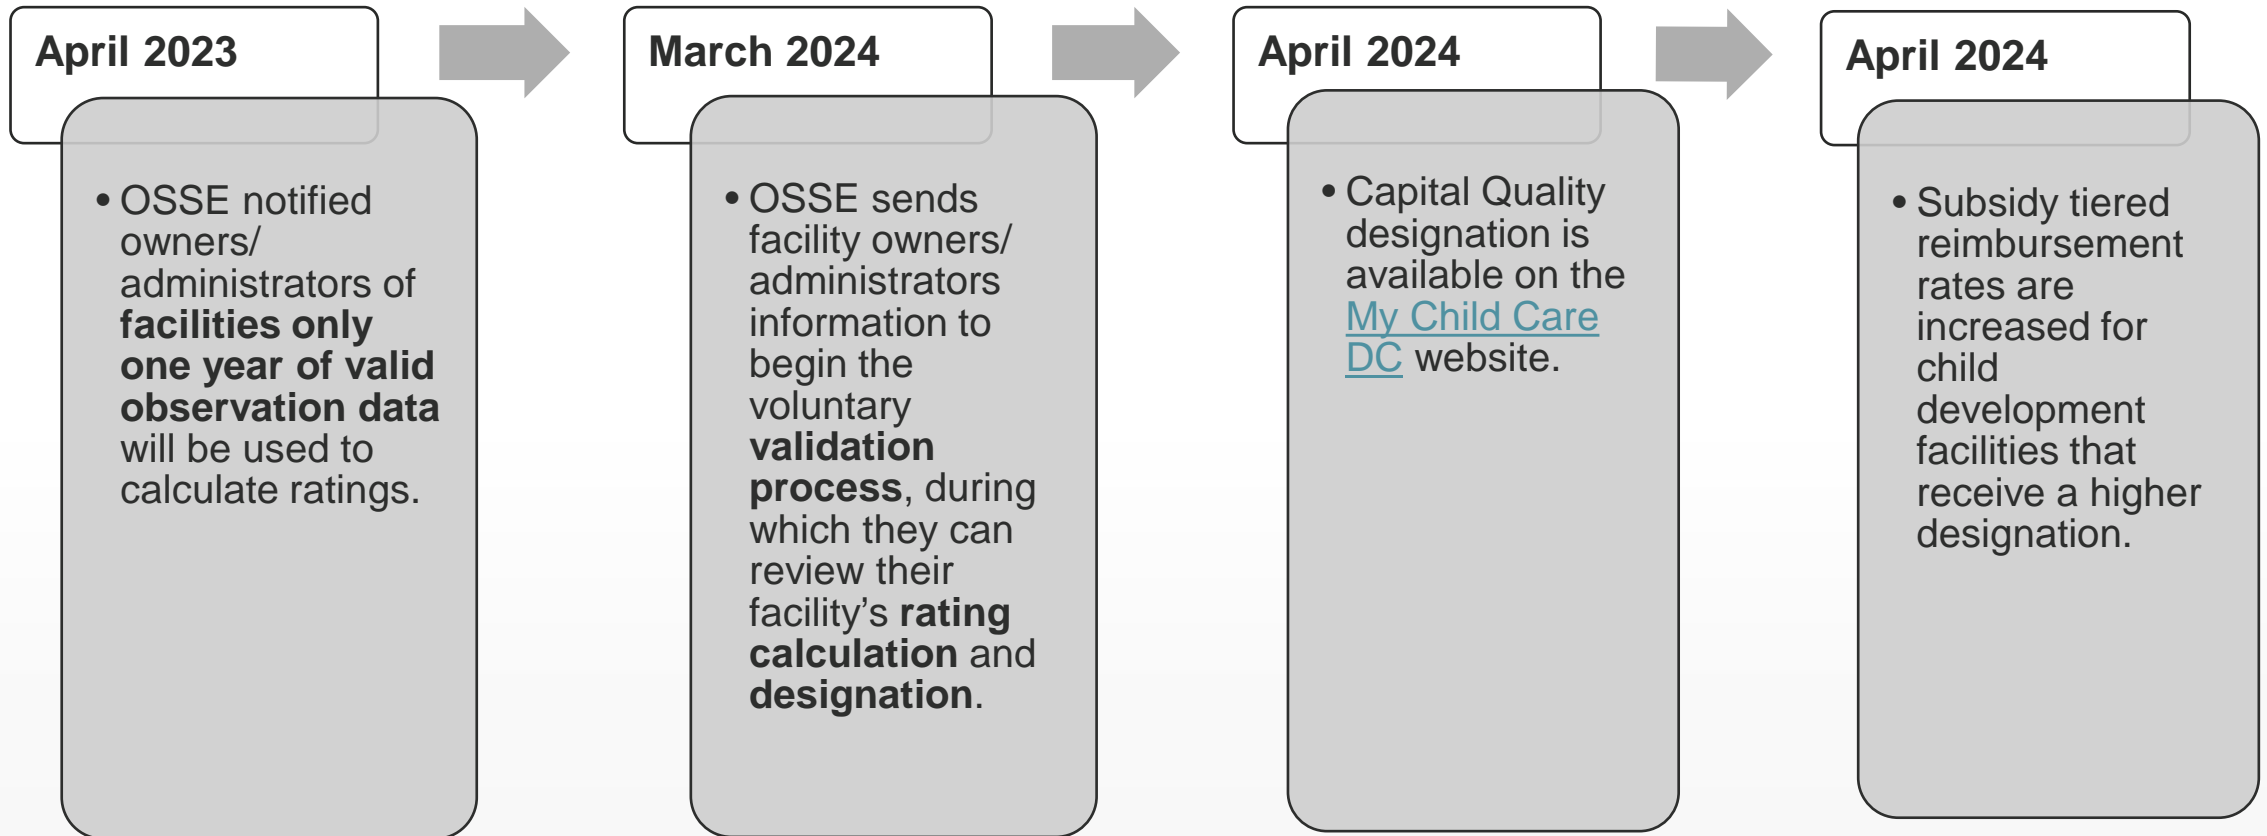 April 2023
• OSSE notified
owners/
administrators of
facilities only
one year of valid
observation data
will be used to
calculate ratings.
March 2024
• OSSE sends
facility owners/
administrators
information to
begin the
voluntary
validation
process, during
which they can
review their
facility’s rating
calculation and
designation.
April 2024
• Capital Quality
designation is
available on the
My Child Care
DC website.
April 2024
• Subsidy tiered
reimbursement
rates are
increased for
child
development
facilities that
receive a higher
designation.